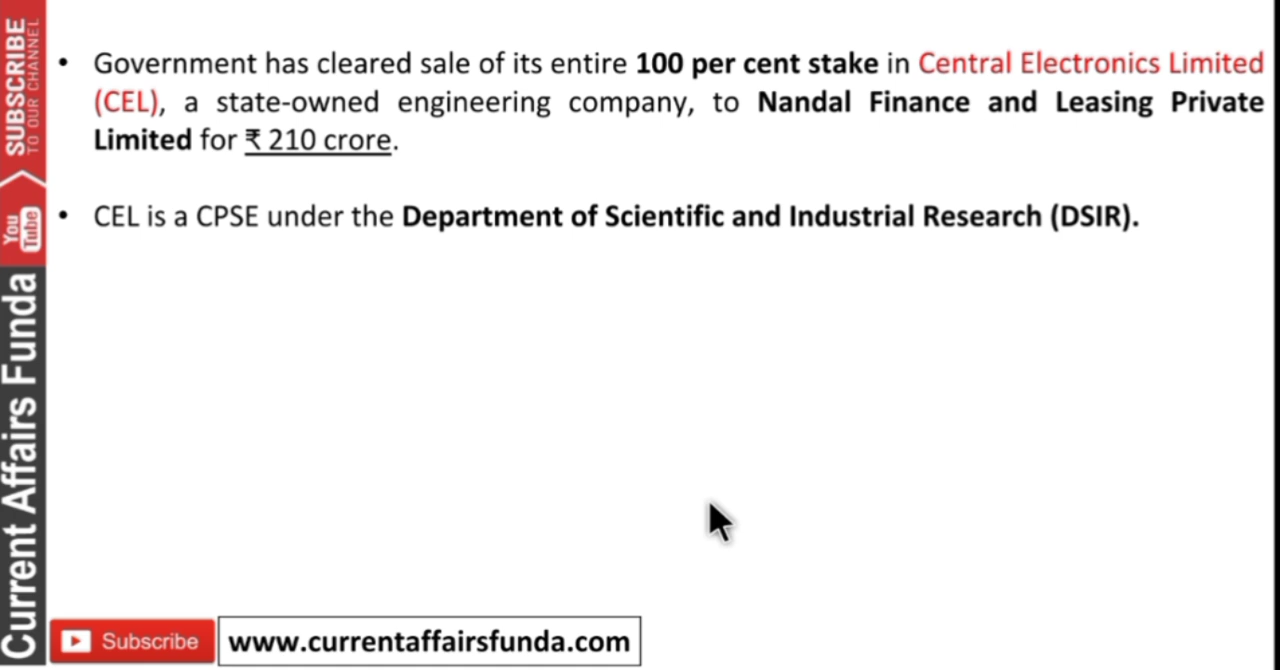 • Government has cleared sale of its entire 100 per cent stake in Central Electronics Limited
(CEL), a state-owned engineering company, to Nandal Finance and Leasing Private
Limited for ₹ 210 crore.
• CEL is a CPSE under the Department of Scientific and Industrial Research (DSIR).
SUBSCRIBE
TO OUR CHANNEL
You
Tube
Current Affairs Funda
Subscribe
www.currentaffairsfunda.com